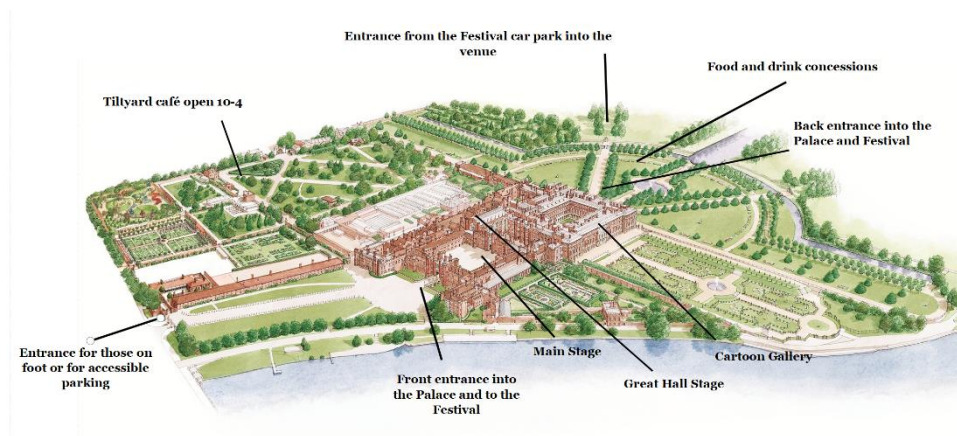 Entrance from the Festival car park into the
venue
Food and drink concessions
Tiltyard café open 10-4
Back entrance into the
Palace and Festival
Entrance for those on
foot or for accessible
parking
Front entrance into
the Palace and to the
Festival
Main Stage
Great Hall Stage
Cartoon Gallery